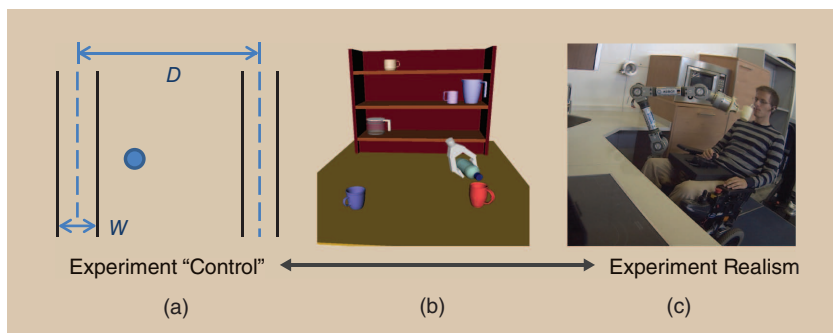 D
W
Experiment “Control”
Experiment Realism
(a)
(b)
(c)